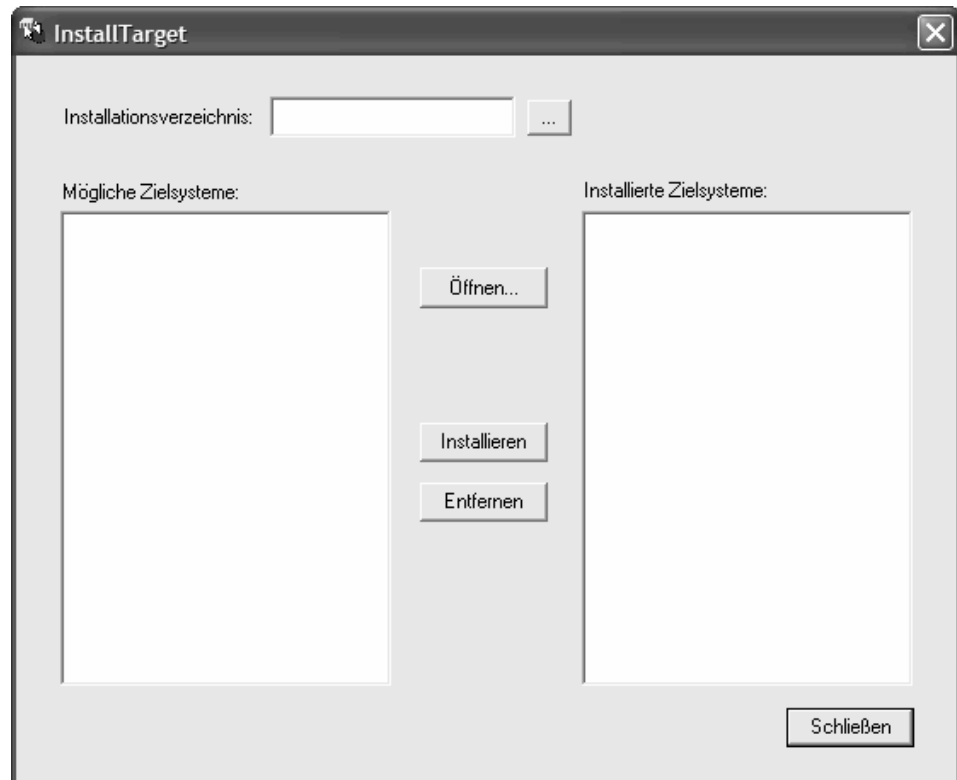 InstallTarget
Installationsverzeichnis:
...
Mögliche Zielsysteme:
Installierte Zielsysteme:
Öffnen...
Installieren
Entfernen
Schließen